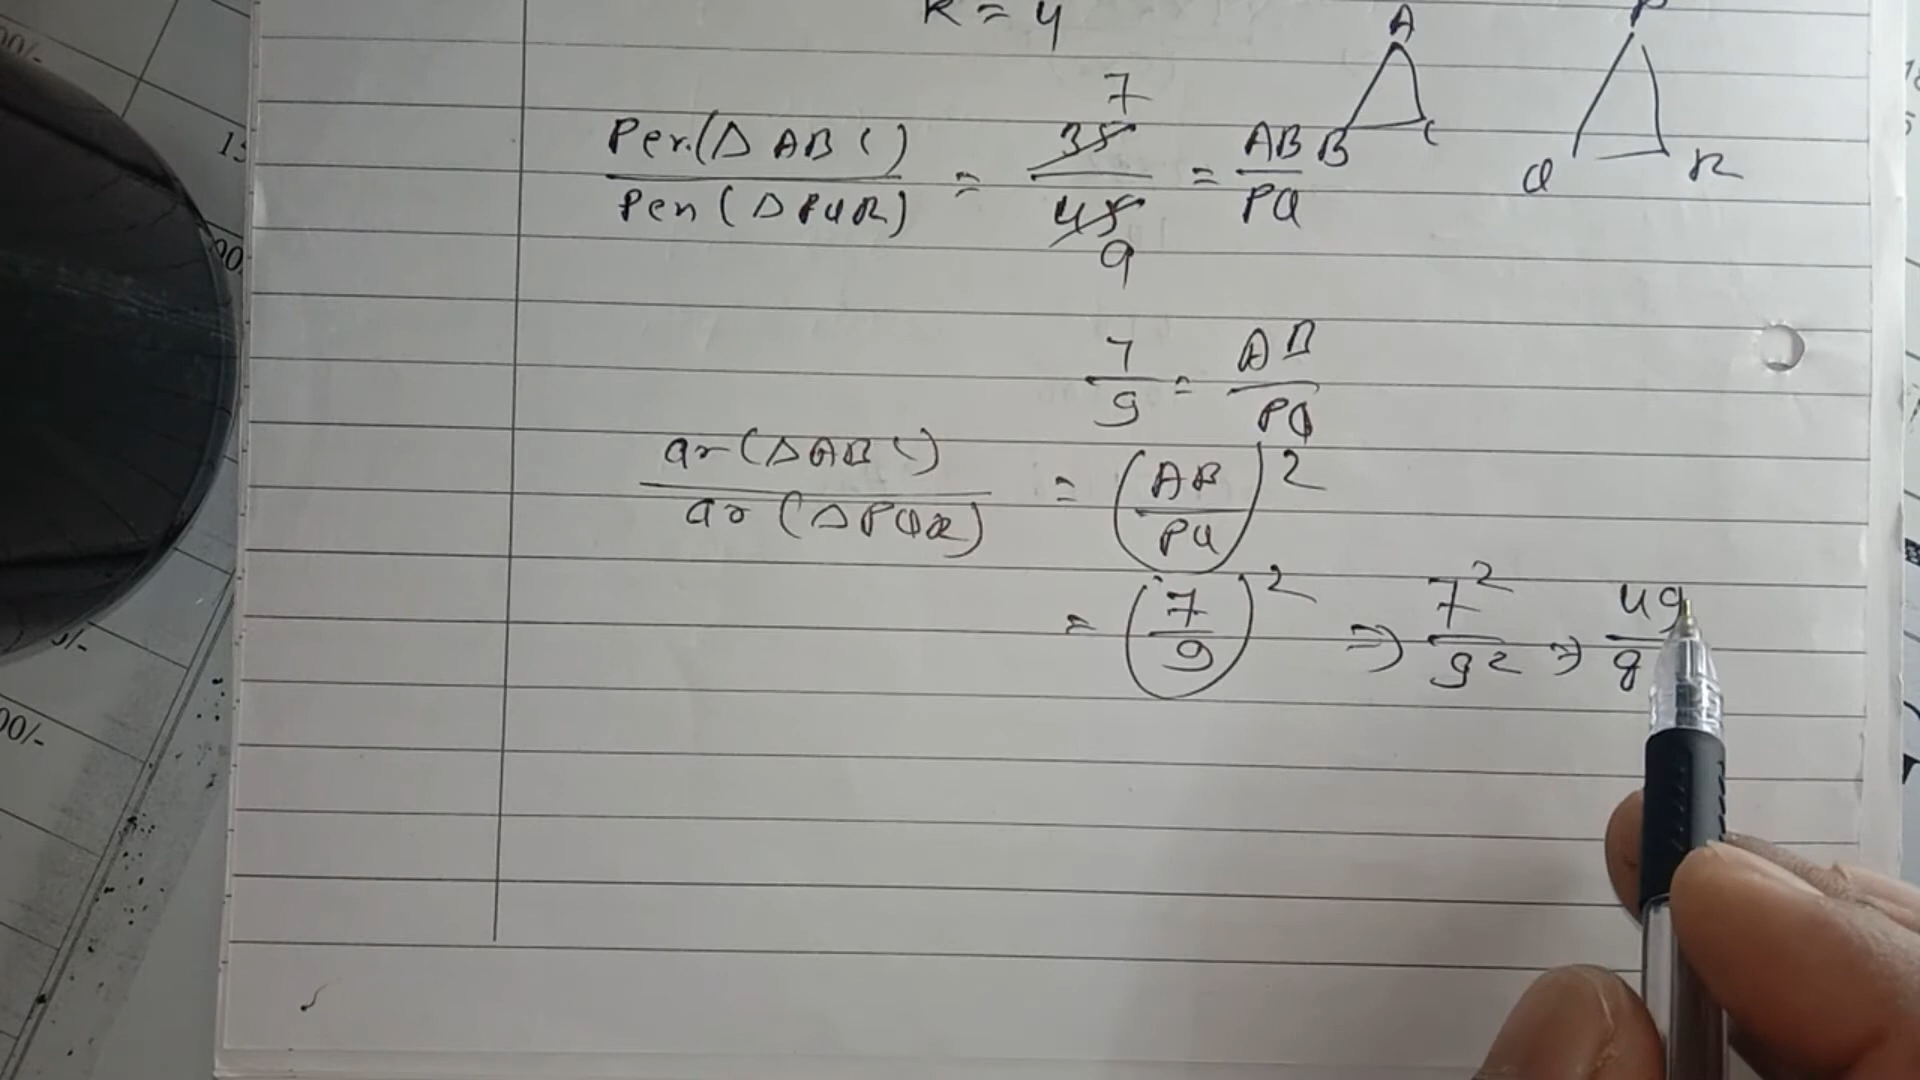 K = 4
A
P
B
C
Q
R
Per.(△ABC) / Per(△PQR) = 35/45 = AB/PQ
7
9
7/9 = AB/PQ
ar(△ABC) / ar(△PQR) = (AB/PQ)²
= (7/9)² ⇒ 7²/9² ⇒ 49/8